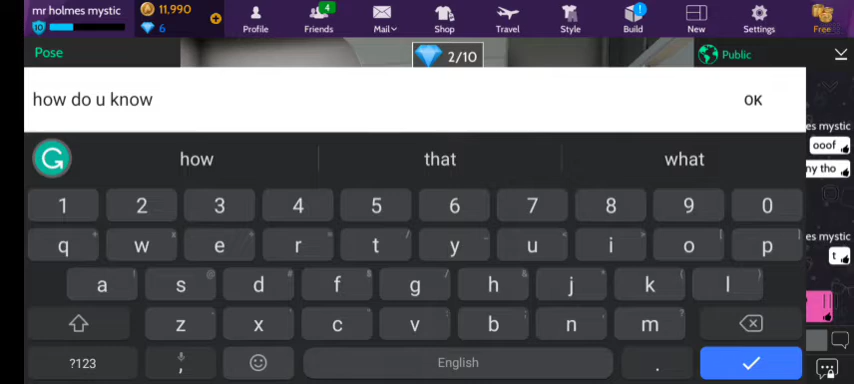 mr holmes mystic
10
11,990
6
Profile
4
Friends
Mail
Shop
Travel
Style
!
Build
New
Settings
Free
Pose
2/10
Public
how do u know
OK
es mystic
ooof
ny tho
es mystic
t
how
that
what
1 2 3 4 5 6 7 8 9 0
q w e r t y u i o p
a s d f g h j k l
z x c v b n m
?123 , English .